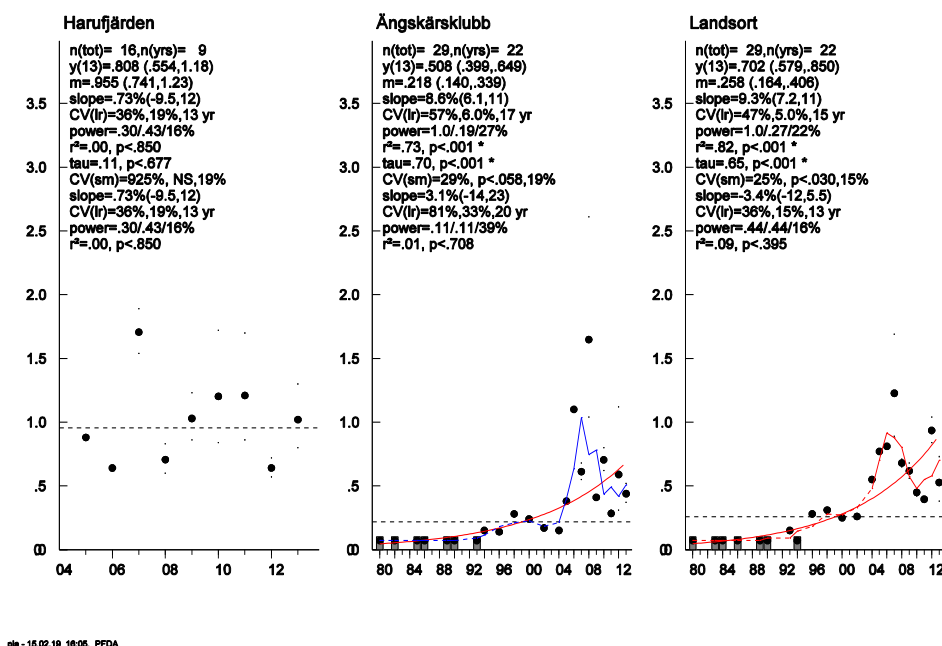 Harufjärden
n(tot)= 16,n(yrs)= 9
y(13)=.808 (.554,1.18)
m=.955 (.741,1.23)
slope=.73%(-9.5,12)
CV(lr)=36%,19%,13 yr
power=.30/.43/16%
r²=.00, p<.850
tau=.11, p<.677
CV(sm)=925%, NS,19%
slope=.73%(-9.5,12)
CV(lr)=36%,19%,13 yr
power=.30/.43/16%
r²=.00, p<.850
3.5
3.0
2.5
2.0
1.5
1.0
.5
00
04 06 08 10 12
Ängskärsklubb
n(tot)= 29,n(yrs)= 22
y(13)=.508 (.399,.649)
m=.218 (.140,.339)
slope=8.6%(6.1,11)
CV(lr)=57%,6.0%,17 yr
power=1.0/.19/27%
r²=.73, p<.001 *
tau=.70, p<.001 *
CV(sm)=29%, p<.058,19%
slope=3.1%(-14,23)
CV(lr)=81%,33%,20 yr
power=.11/.11/39%
r²=.01, p<.708
3.5
3.0
2.5
2.0
1.5
1.0
.5
00
80 84 88 92 96 00 04 08 12
Landsort
n(tot)= 29,n(yrs)= 22
y(13)=.702 (.579,.850)
m=.258 (.164,.406)
slope=9.3%(7.2,11)
CV(lr)=47%,5.0%,15 yr
power=1.0/.27/22%
r²=.82, p<.001 *
tau=.65, p<.001 *
CV(sm)=25%, p<.030,15%
slope=-3.4%(-12,5.5)
CV(lr)=36%,15%,13 yr
power=.44/.44/16%
r²=.09, p<.395
3.5
3.0
2.5
2.0
1.5
1.0
.5
00
80 84 88 92 96 00 04 08 12
pia - 15.02.19 16:05, PFDA